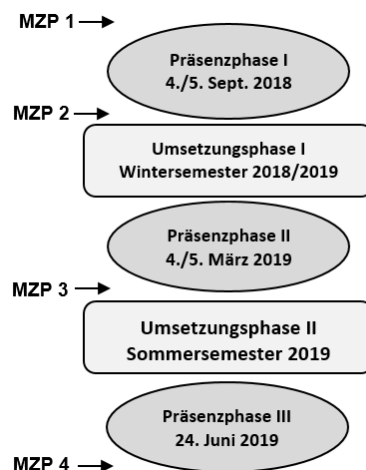 MZP 1
Präsenzphase I
4./5. Sept. 2018
MZP 2
Umsetzungsphase I
Wintersemester 2018/2019
Präsenzphase II
4./5. März 2019
MZP 3
Umsetzungsphase II
Sommersemester 2019
Präsenzphase III
24. Juni 2019
MZP 4